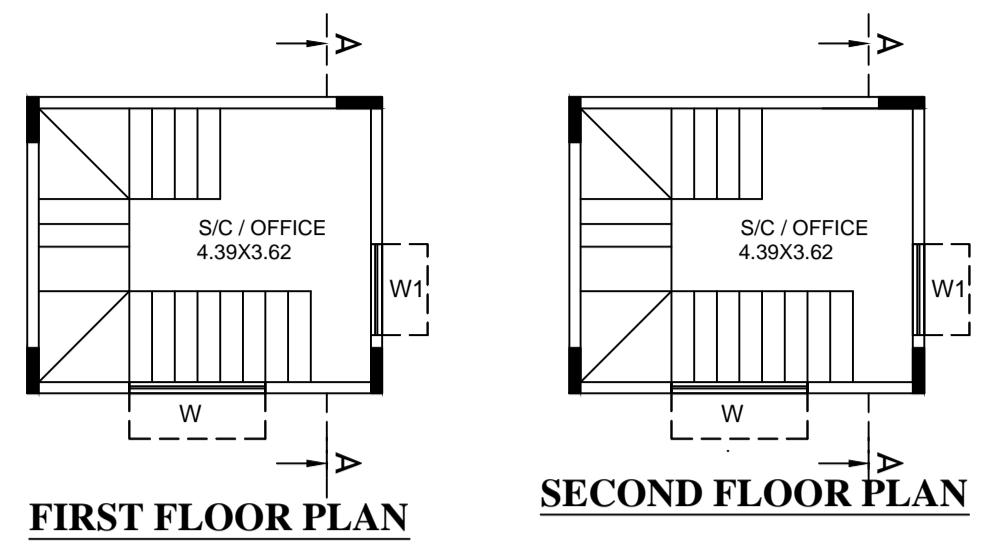 A
S/C / OFFICE
4.39X3.62
W1
W
A
FIRST FLOOR PLAN
A
S/C / OFFICE
4.39X3.62
W1
W
A
SECOND FLOOR PLAN